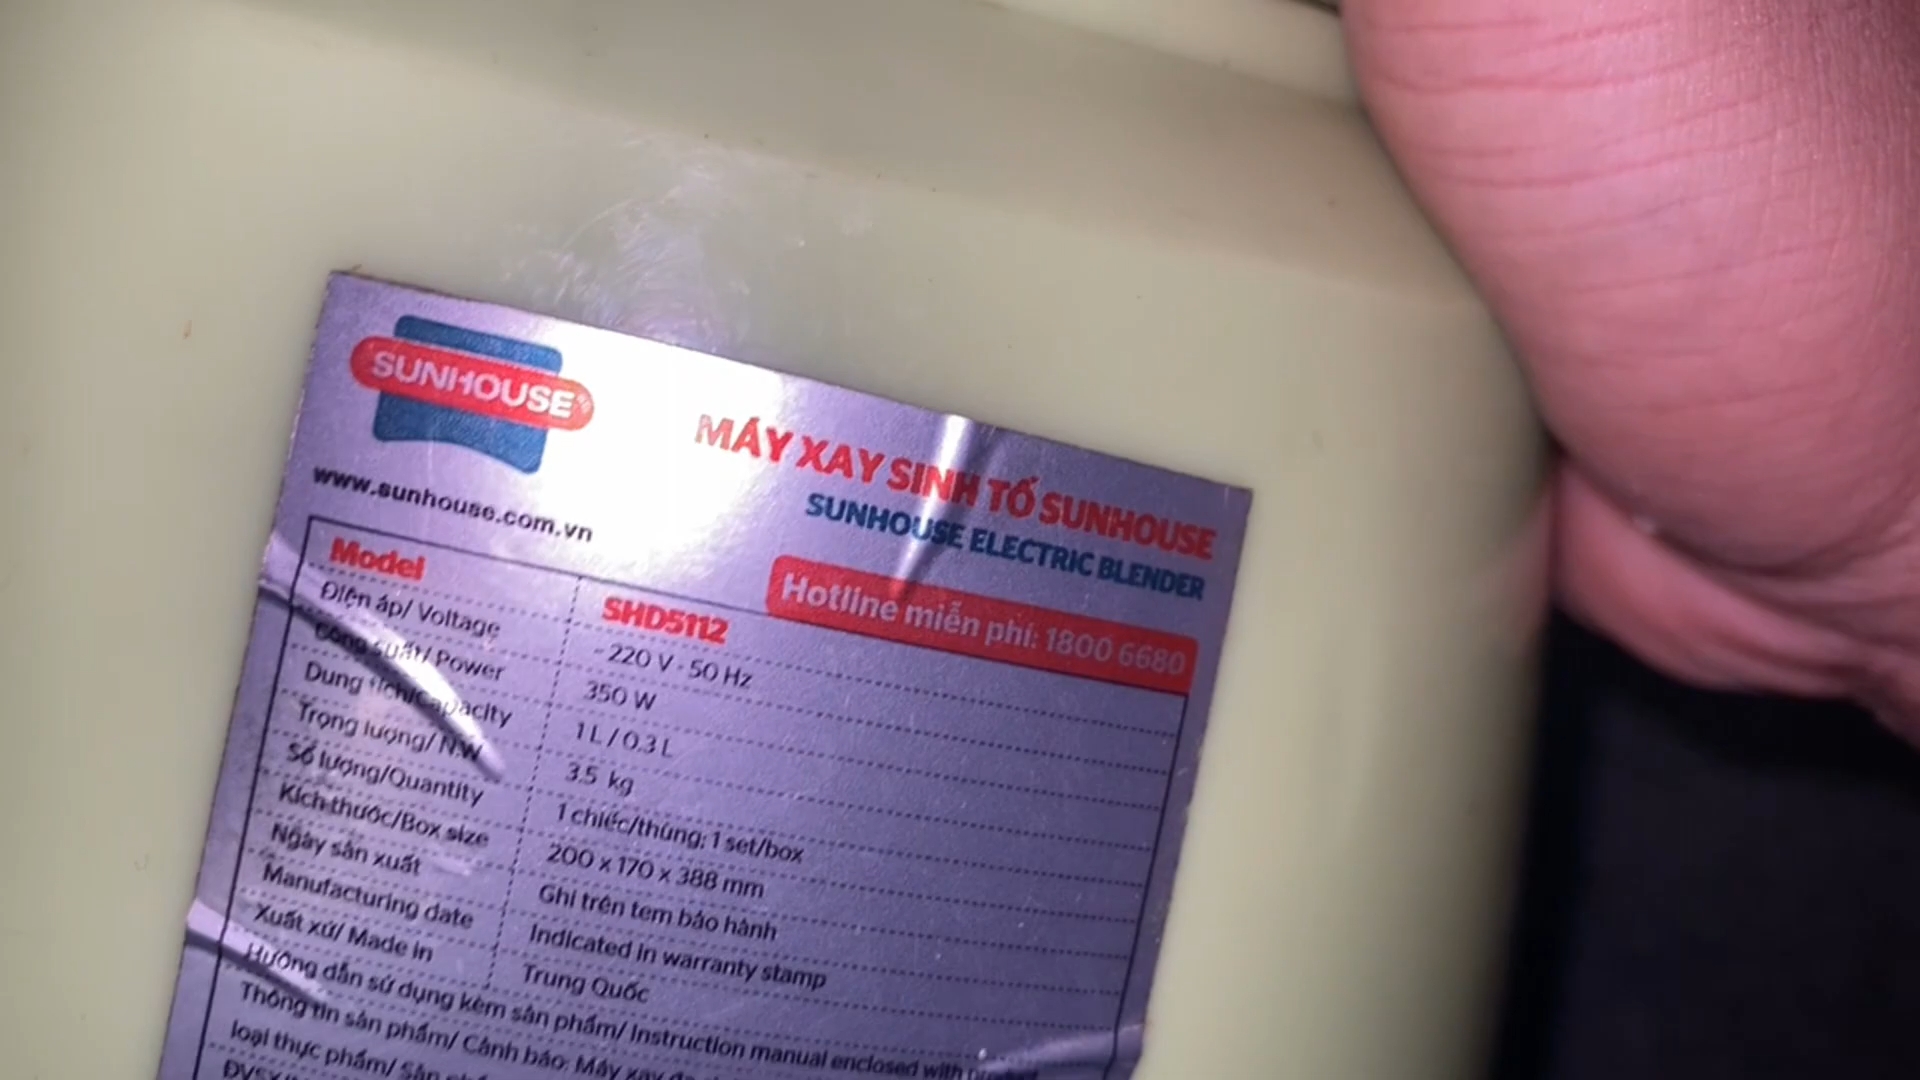 SUNHOUSE
www.sunhouse.com.vn
MÁY XAY SINH TỐ SUNHOUSE
SUNHOUSE ELECTRIC BLENDER
Hotline miễn phí: 1800 6680
Model SHD5112
Điện áp/ Voltage ~220 V - 50 Hz
Công suất/ Power 350 W
Dung tích/Capacity 1 L / 0.3 L
Trọng lượng/ N.W 3.5 kg
Số lượng/Quantity 1 chiếc/thùng; 1 set/box
Kích thước/Box size 200 x 170 x 388 mm
Ngày sản xuất Ghi trên tem bảo hành
Manufacturing date Indicated in warranty stamp
Xuất xứ/ Made in Trung Quốc
Hướng dẫn sử dụng kèm sản phẩm/ Instruction manual enclosed with product
Thông tin sản phẩm/ Cảnh báo: Máy xay
loại thực phẩm/